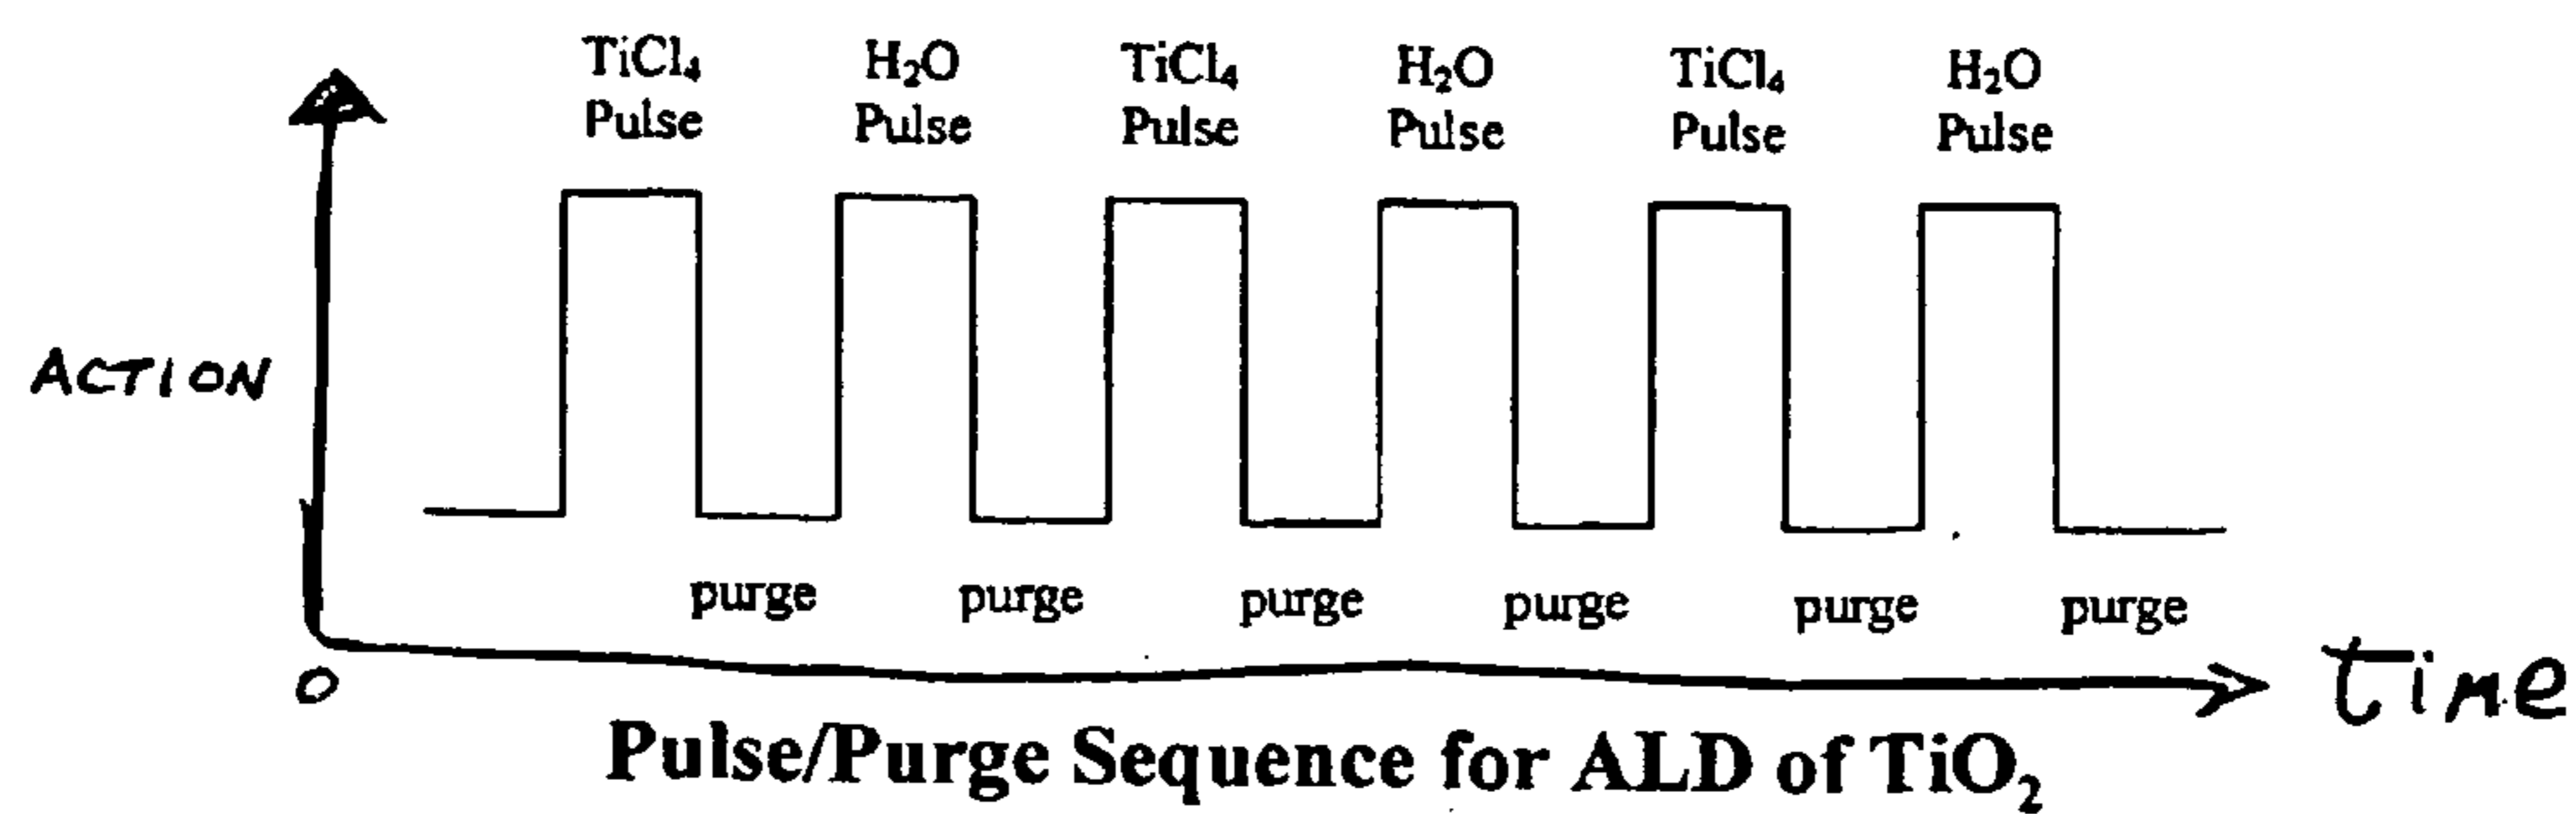 TiCl₄ H₂O TiCl₄ H₂O TiCl₄ H₂O
Pulse Pulse Pulse Pulse Pulse Pulse
ACTION
purge purge purge purge purge purge
0
time
Pulse/Purge Sequence for ALD of TiO₂